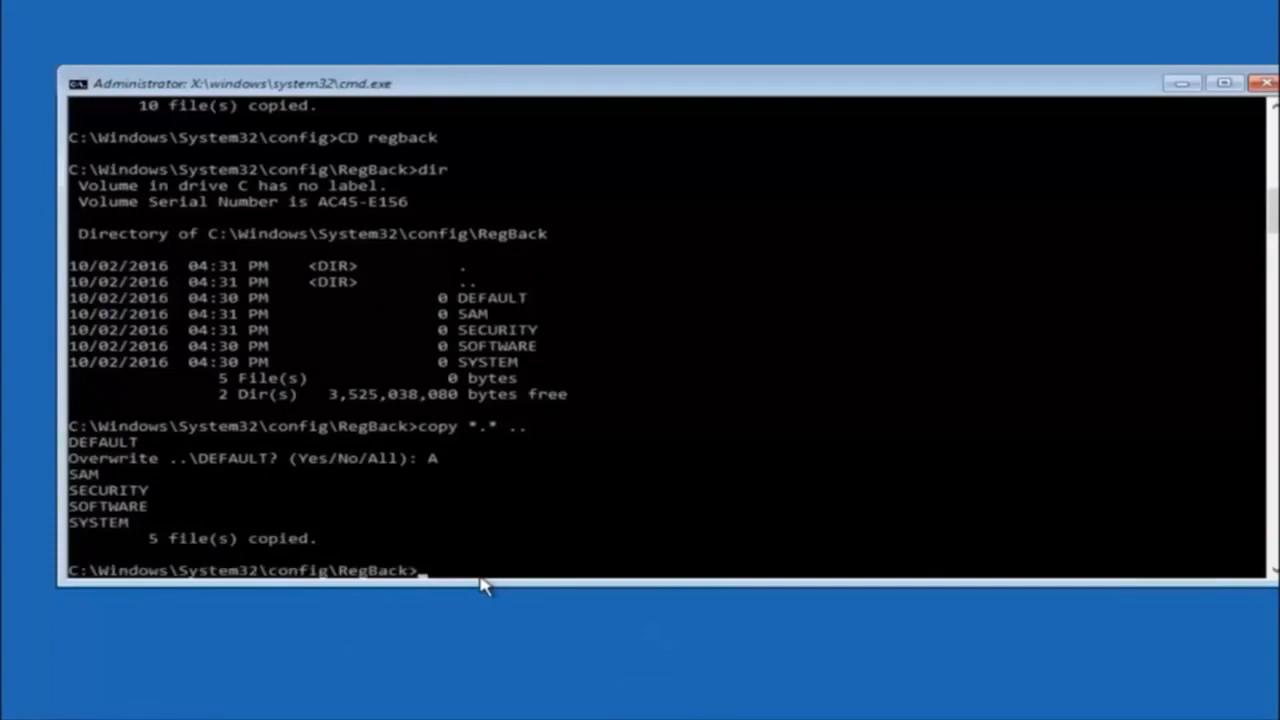 Administrator: X:\windows\system32\cmd.exe
10 file(s) copied.
C:\Windows\System32\config>CD regback
C:\Windows\System32\config\RegBack>dir
Volume in drive C has no label.
Volume Serial Number is AC45-E156
Directory of C:\Windows\System32\config\RegBack
10/02/2016 04:31 PM <DIR> .
10/02/2016 04:31 PM <DIR> ..
10/02/2016 04:30 PM 0 DEFAULT
10/02/2016 04:31 PM 0 SAM
10/02/2016 04:31 PM 0 SECURITY
10/02/2016 04:30 PM 0 SOFTWARE
10/02/2016 04:30 PM 0 SYSTEM
5 File(s) 0 bytes
2 Dir(s) 3,525,038,080 bytes free
C:\Windows\System32\config\RegBack>copy *.* ..
DEFAULT
Overwrite ..\DEFAULT? (Yes/No/All): A
SAM
SECURITY
SOFTWARE
SYSTEM
5 file(s) copied.
C:\Windows\System32\config\RegBack>_